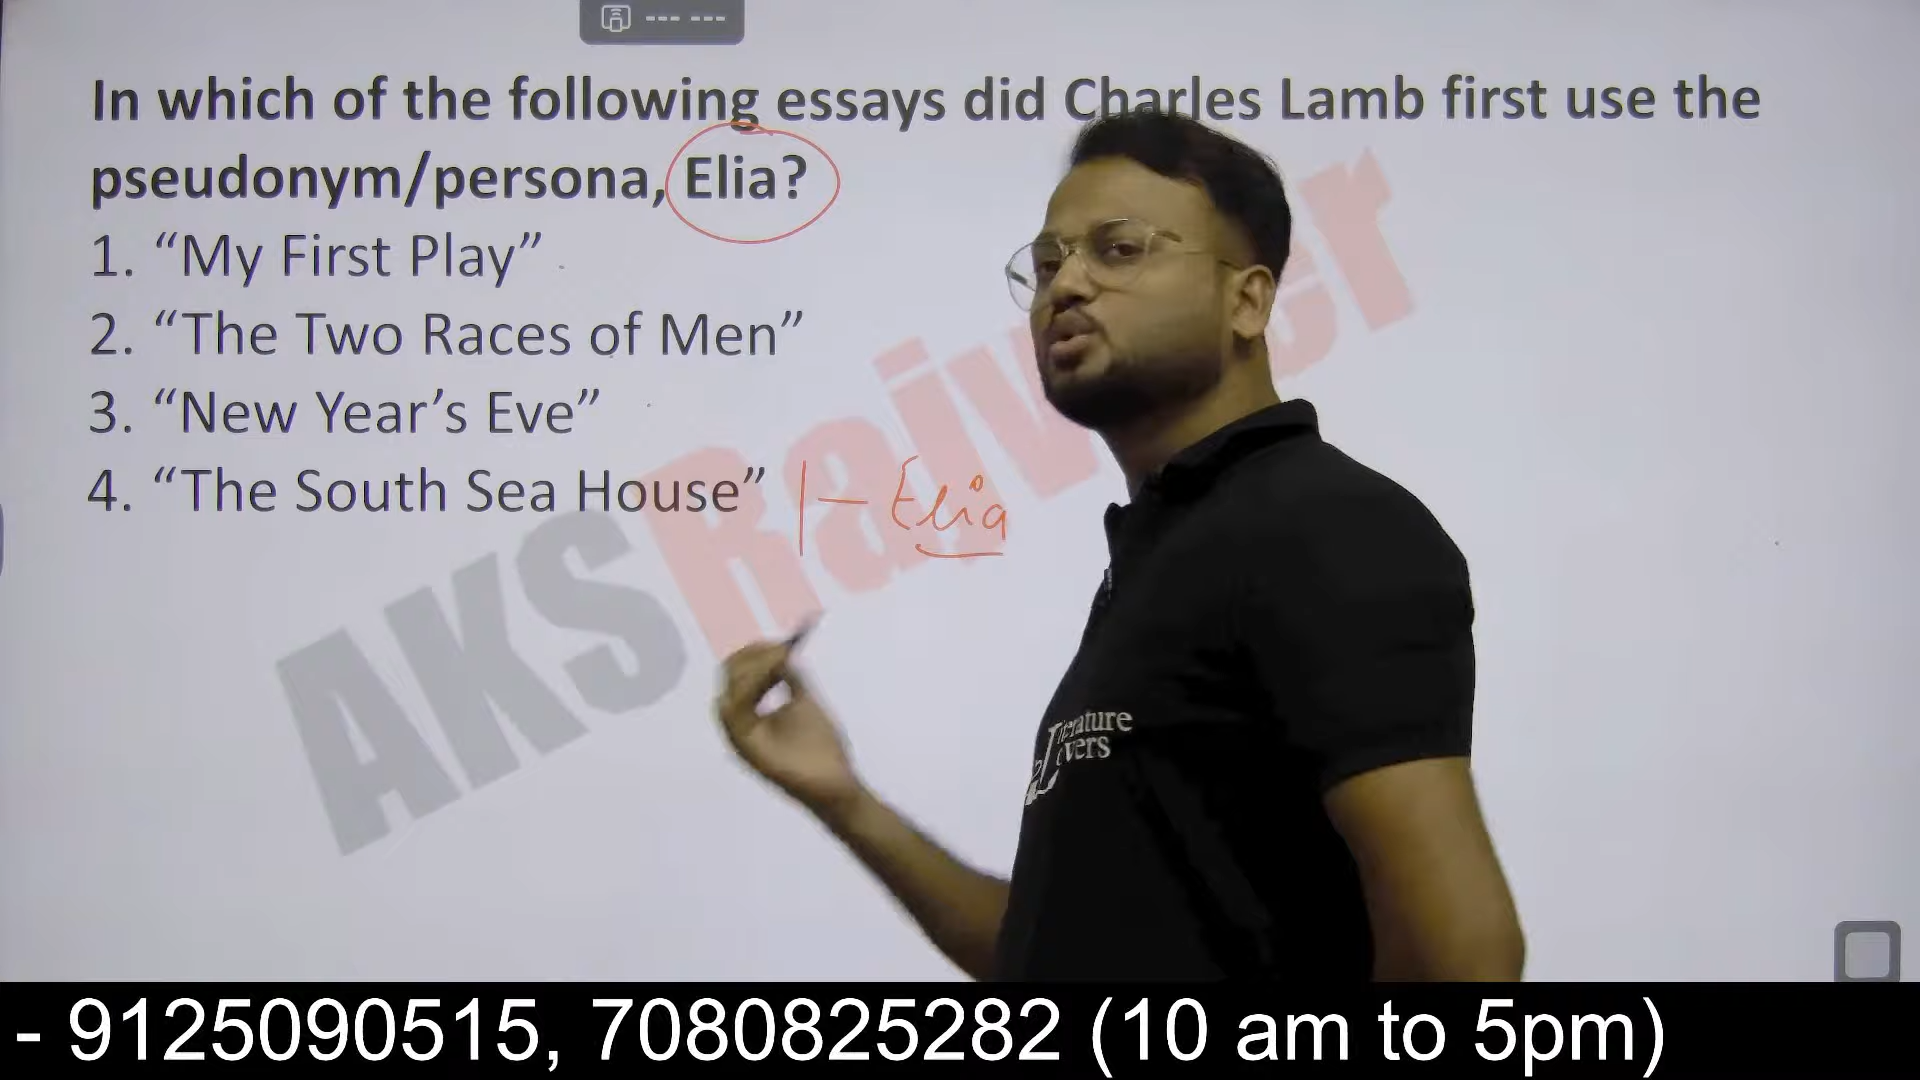 In which of the following essays did Charles Lamb first use the
pseudonym/persona, Elia?
1. “My First Play”
2. “The Two Races of Men”
3. “New Year’s Eve”
4. “The South Sea House” |– Elia
AKSRajveer
Literature
Lovers
- 9125090515, 7080825282 (10 am to 5pm)